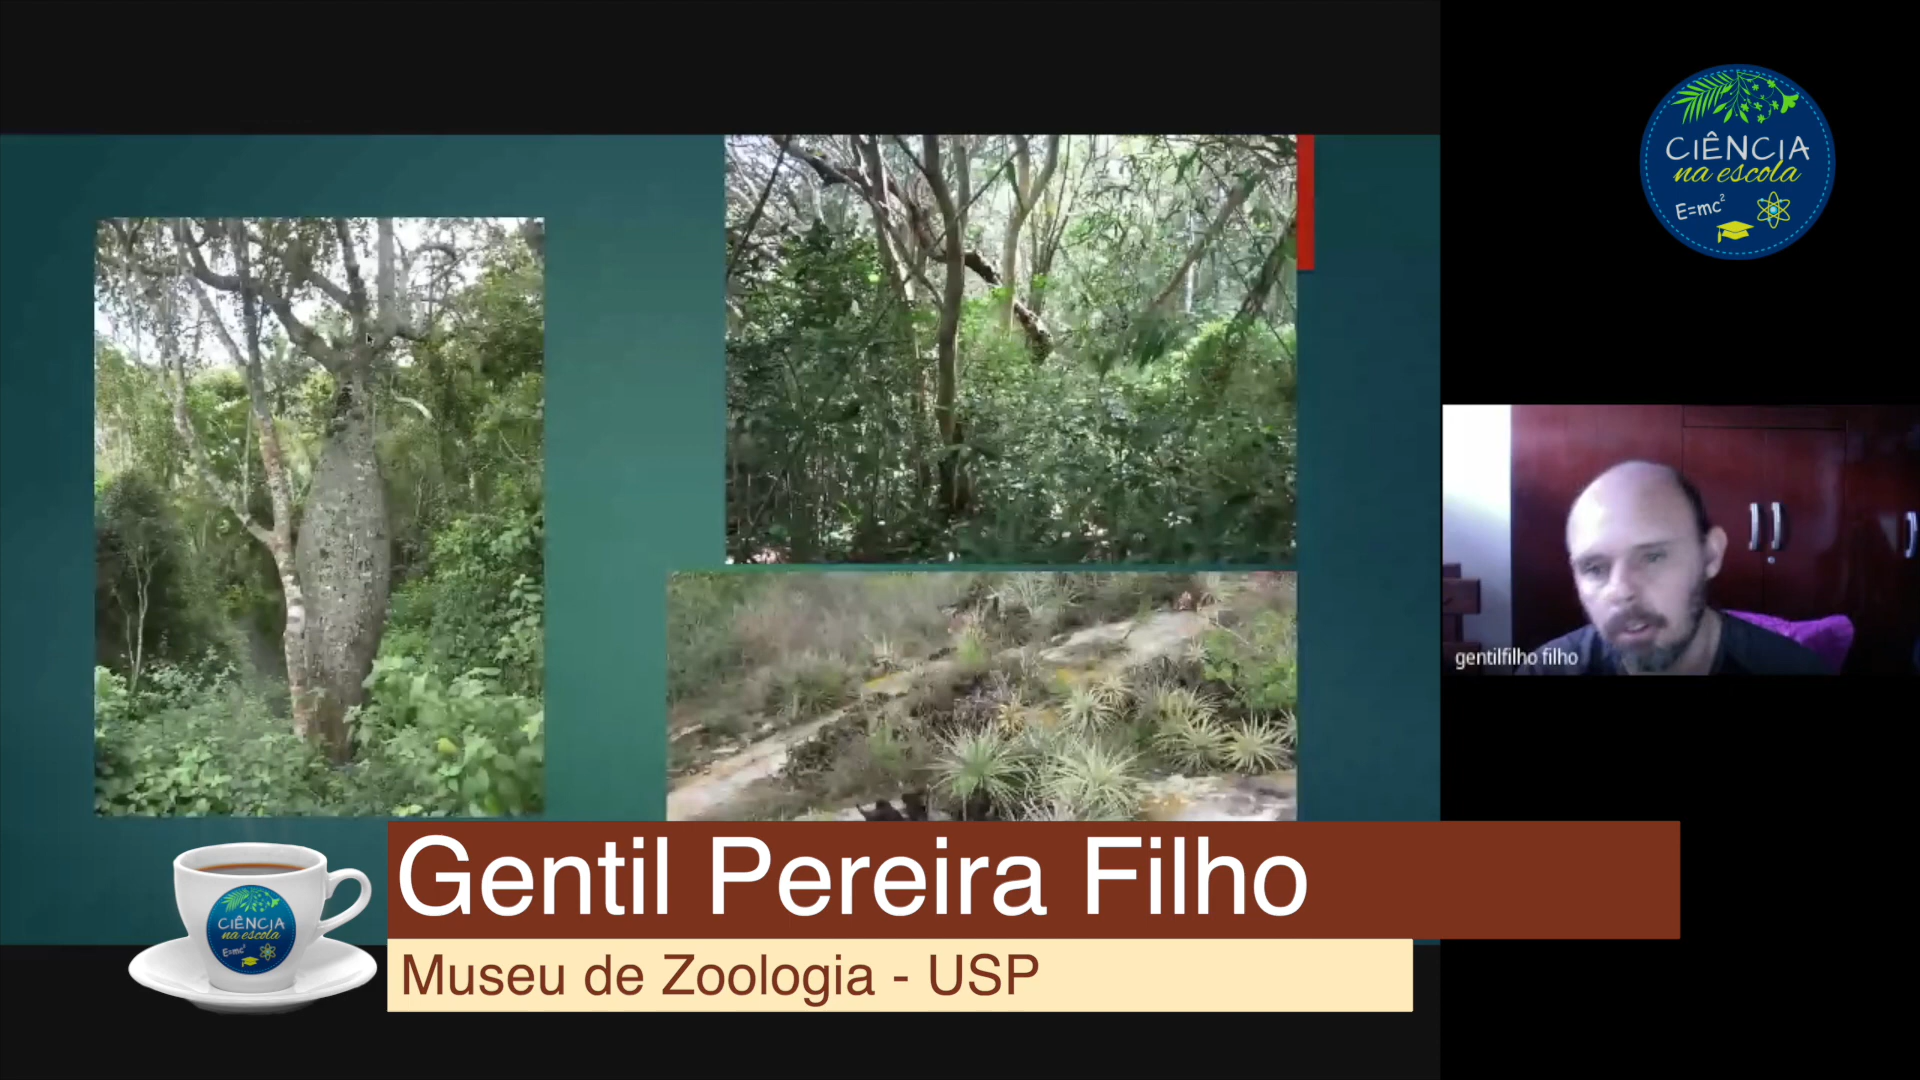 CIÊNCIA
na escola
E=mc²
gentilfilho filho
Gentil Pereira Filho
CIÊNCIA
na escola
E=mc²
Museu de Zoologia - USP